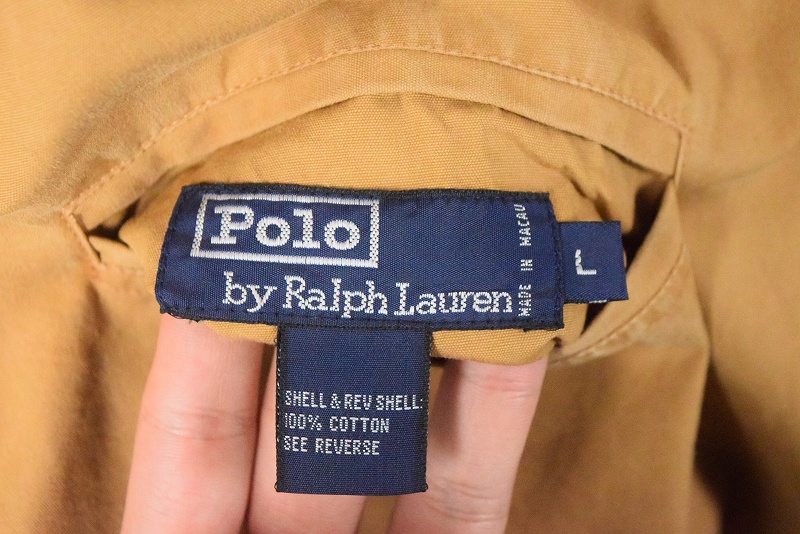 Polo
by Ralph Lauren
MADE IN MACAU
L
SHELL & REV SHELL:
100% COTTON
SEE REVERSE